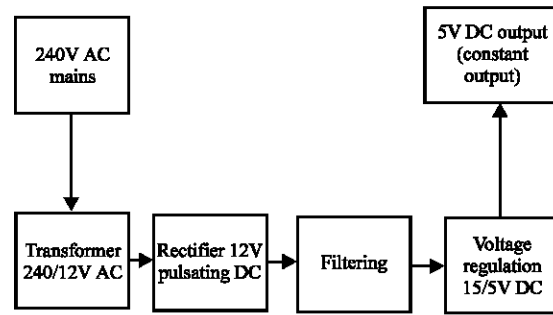 240V AC
mains
Transformer
240/12V AC
Rectifier 12V
pulsating DC
Filtering
Voltage
regulation
15/5V DC
5V DC output
(constant
output)